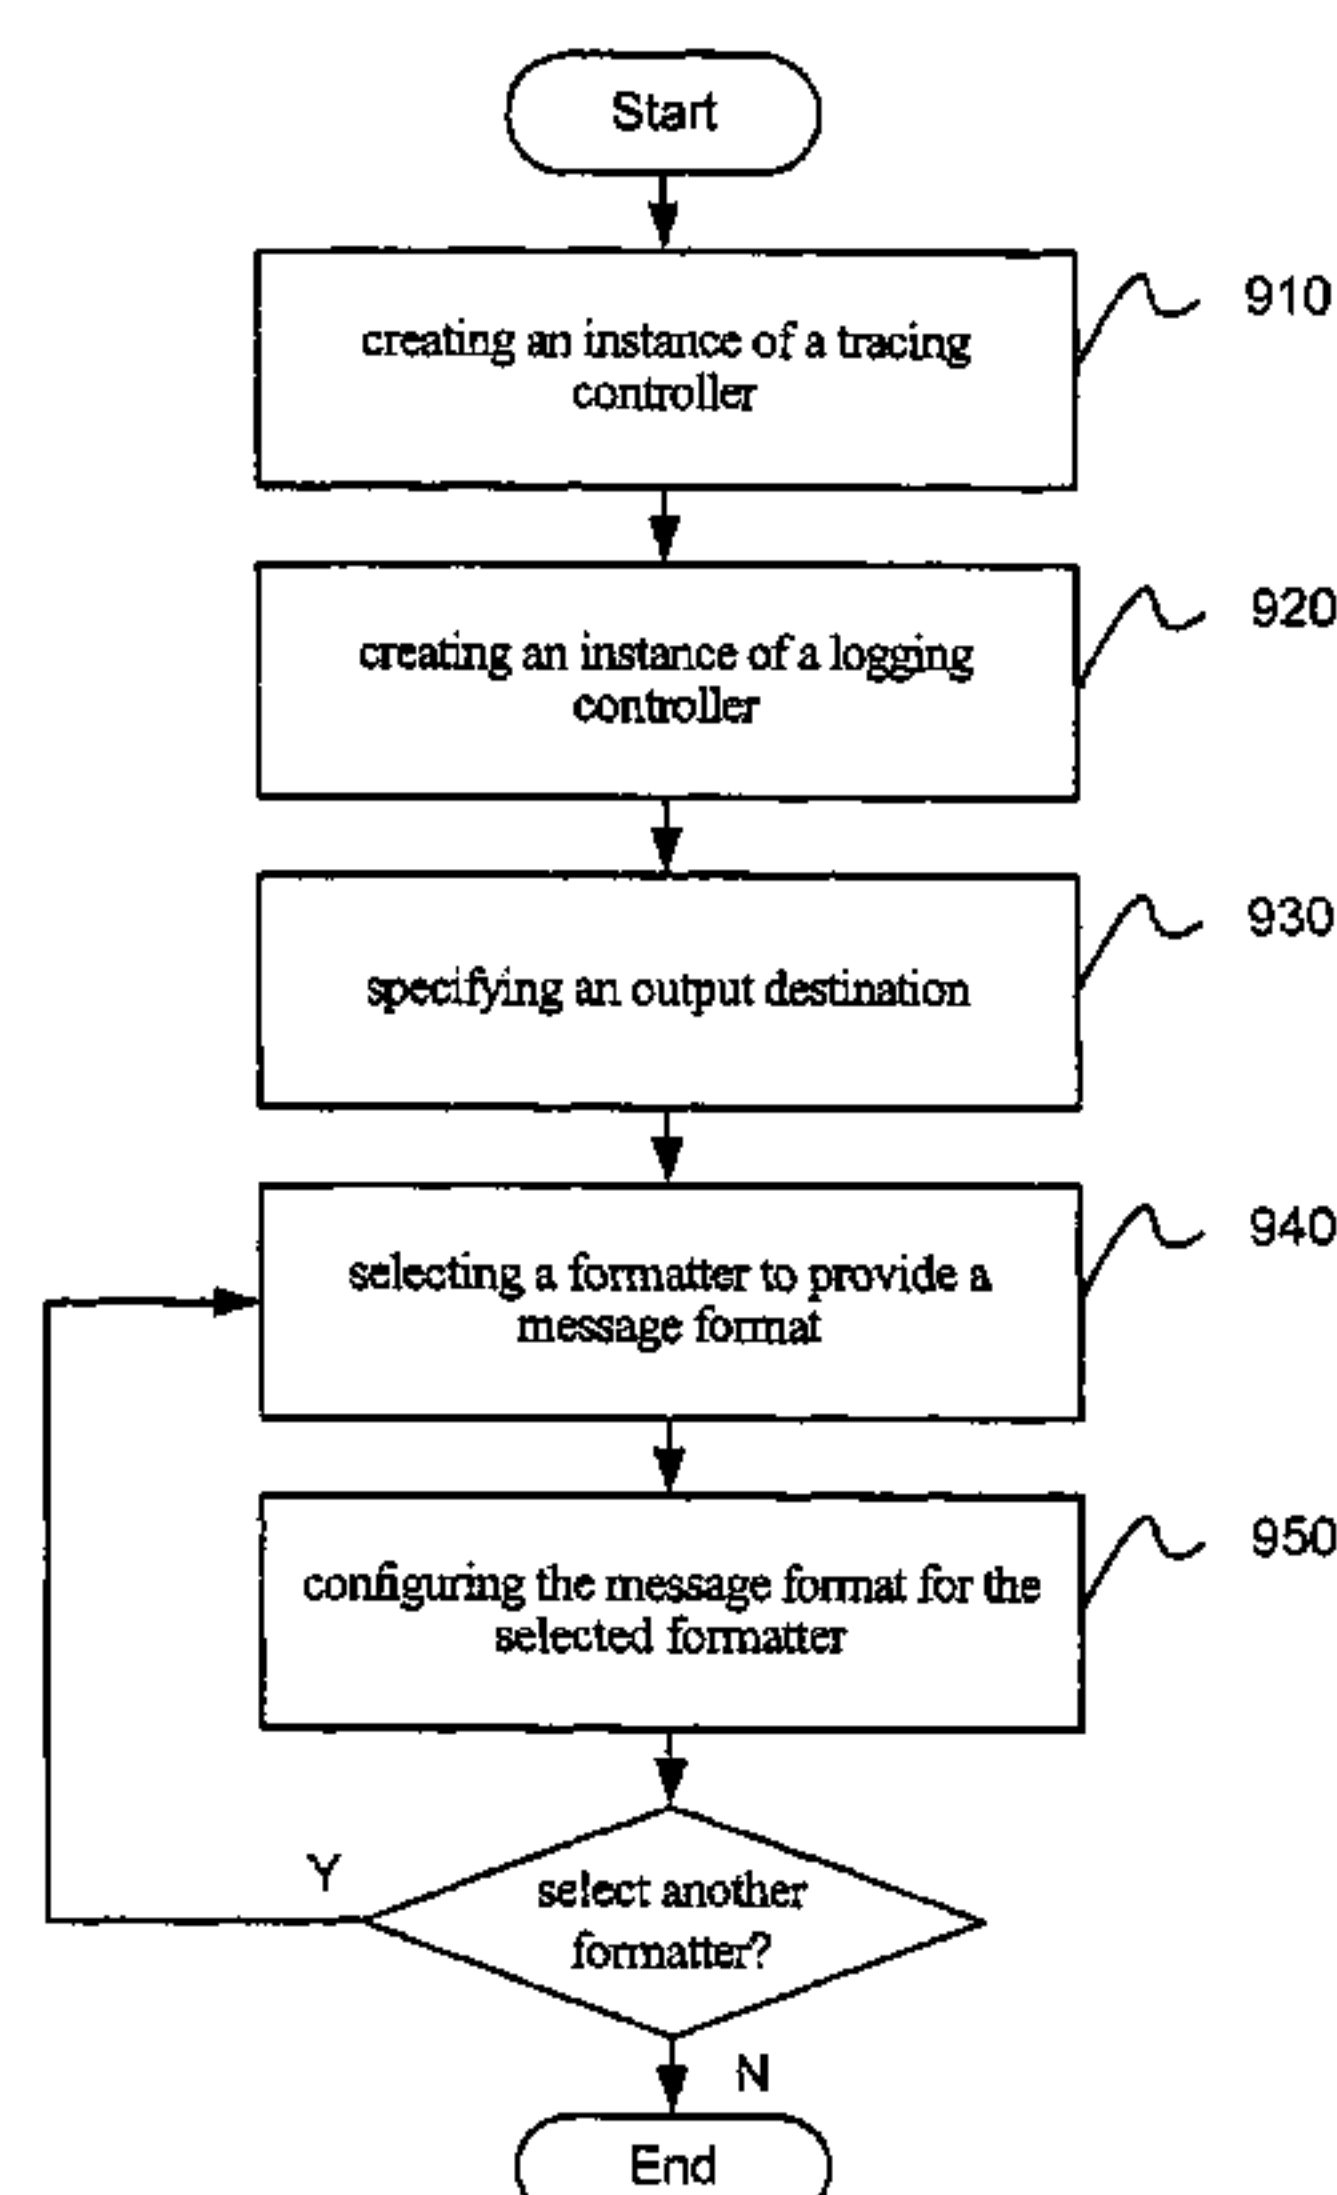 Start
creating an instance of a tracing
controller
910
creating an instance of a logging
controller
920
specifying an output destination
930
selecting a formatter to provide a
message format
940
configuring the message format for the
selected formatter
950
select another
formatter?
Y
N
End